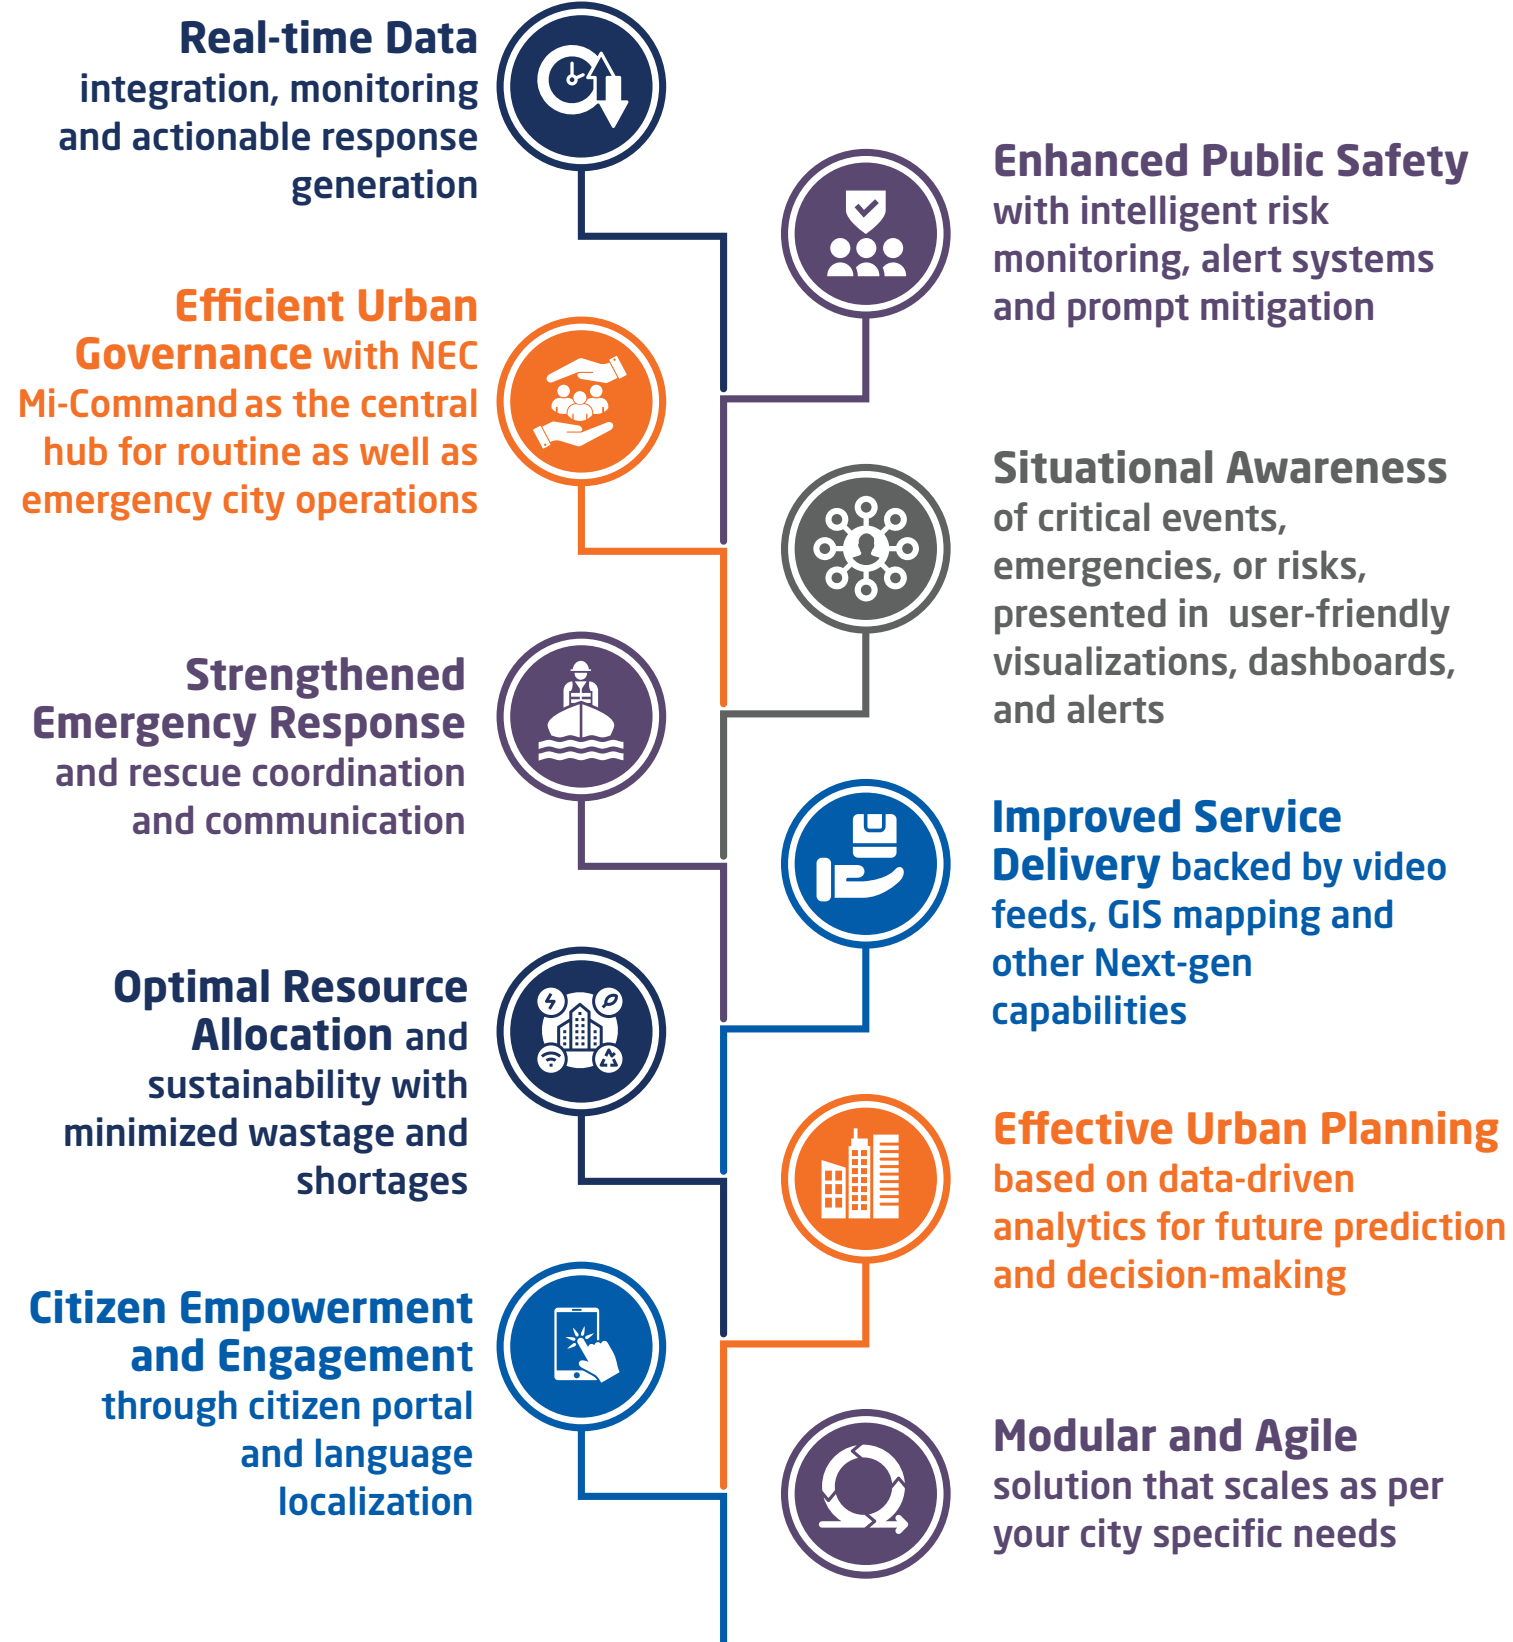 Real-time Data
integration, monitoring
and actionable response
generation
Enhanced Public Safety
with intelligent risk
monitoring, alert systems
and prompt mitigation
Efficient Urban
Governance with NEC
Mi-Command as the central
hub for routine as well as
emergency city operations
Situational Awareness
of critical events,
emergencies, or risks,
presented in user-friendly
visualizations, dashboards,
and alerts
Strengthened
Emergency Response
and rescue coordination
and communication
Improved Service
Delivery backed by video
feeds, GIS mapping and
other Next-gen
capabilities
Optimal Resource
Allocation and
sustainability with
minimized wastage and
shortages
Effective Urban Planning
based on data-driven
analytics for future prediction
and decision-making
Citizen Empowerment
and Engagement
through citizen portal
and language
localization
Modular and Agile
solution that scales as per
your city specific needs